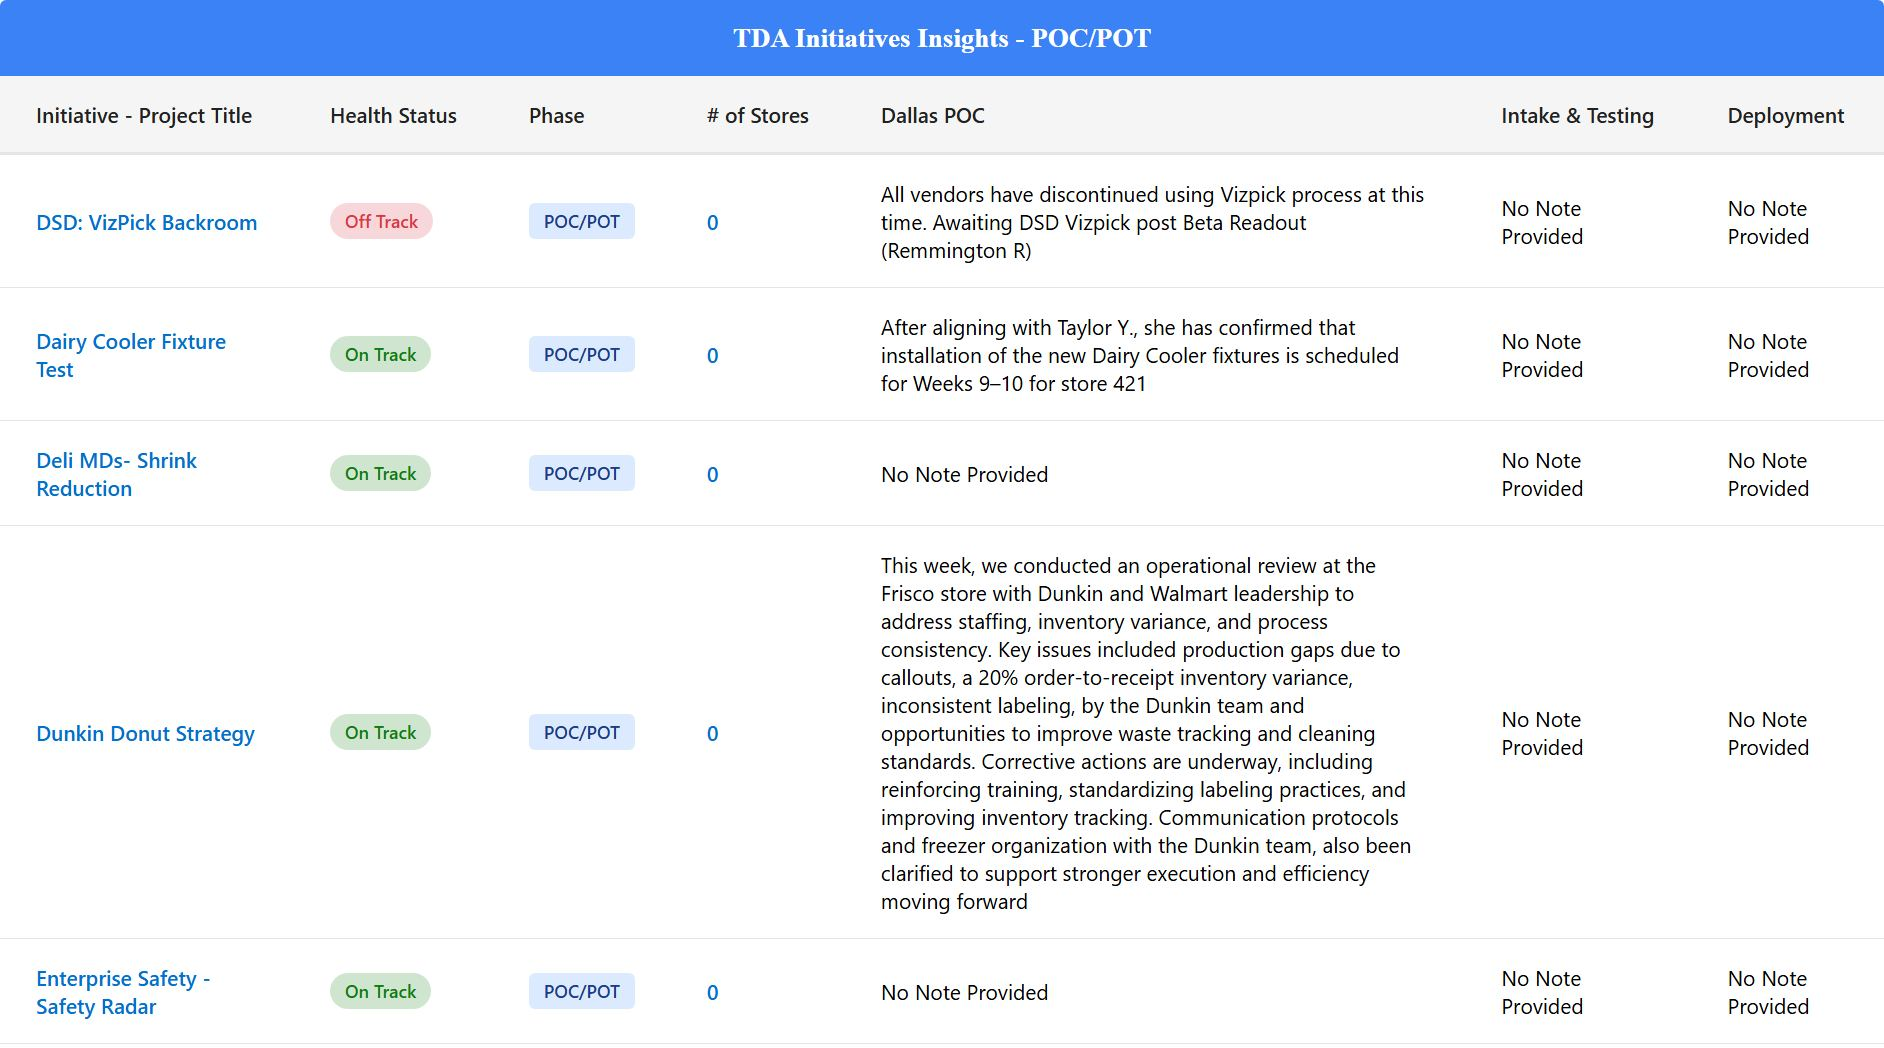 TDA Initiatives Insights - POC/POT
Initiative - Project Title
Health Status
Phase
# of Stores
Dallas POC
Intake & Testing
Deployment
DSD: VizPick Backroom
Off Track
POC/POT
0
All vendors have discontinued using Vizpick process at this
time. Awaiting DSD Vizpick post Beta Readout
(Remmington R)
No Note
Provided
No Note
Provided
Dairy Cooler Fixture
Test
On Track
POC/POT
0
After aligning with Taylor Y., she has confirmed that
installation of the new Dairy Cooler fixtures is scheduled
for Weeks 9–10 for store 421
No Note
Provided
No Note
Provided
Deli MDs- Shrink
Reduction
On Track
POC/POT
0
No Note Provided
No Note
Provided
No Note
Provided
Dunkin Donut Strategy
On Track
POC/POT
0
This week, we conducted an operational review at the
Frisco store with Dunkin and Walmart leadership to
address staffing, inventory variance, and process
consistency. Key issues included production gaps due to
callouts, a 20% order-to-receipt inventory variance,
inconsistent labeling, by the Dunkin team and
opportunities to improve waste tracking and cleaning
standards. Corrective actions are underway, including
reinforcing training, standardizing labeling practices, and
improving inventory tracking. Communication protocols
and freezer organization with the Dunkin team, also been
clarified to support stronger execution and efficiency
moving forward
No Note
Provided
No Note
Provided
Enterprise Safety -
Safety Radar
On Track
POC/POT
0
No Note Provided
No Note
Provided
No Note
Provided